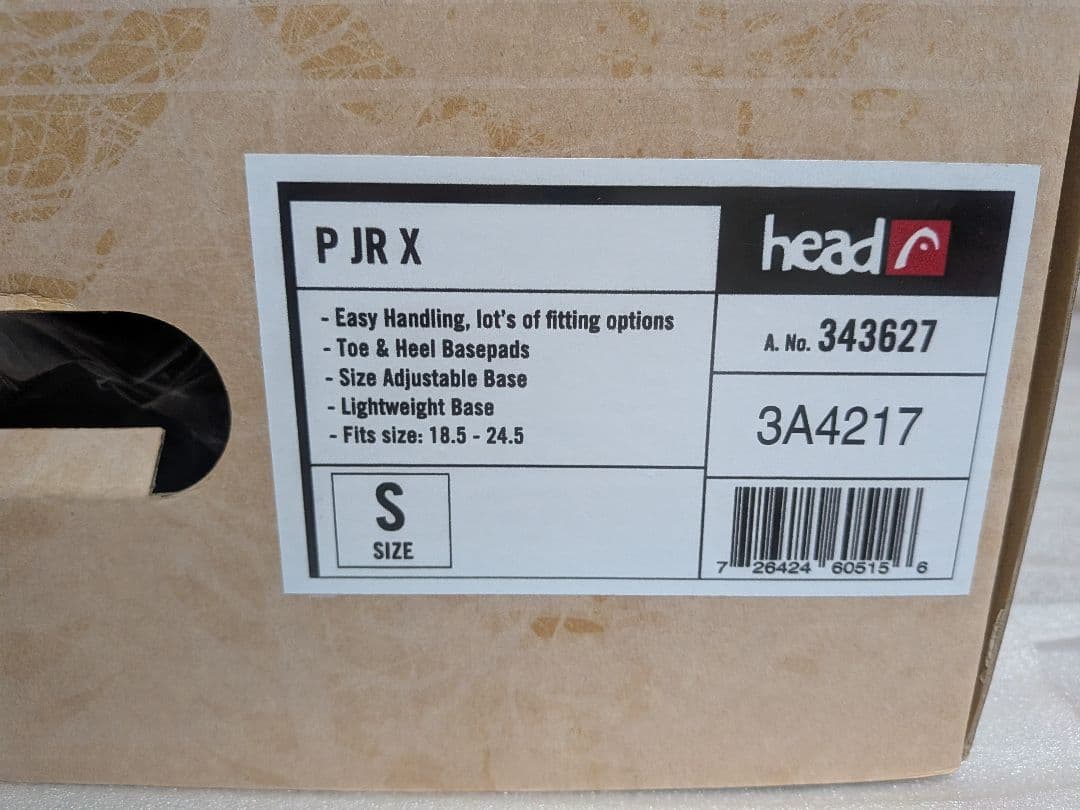 P JR X
head
- Easy Handling, lot's of fitting options
- Toe & Heel Basepads
- Size Adjustable Base
- Lightweight Base
- Fits size: 18.5 - 24.5
A. No. 343627
3A4217
S
SIZE
7 26424 60515 6